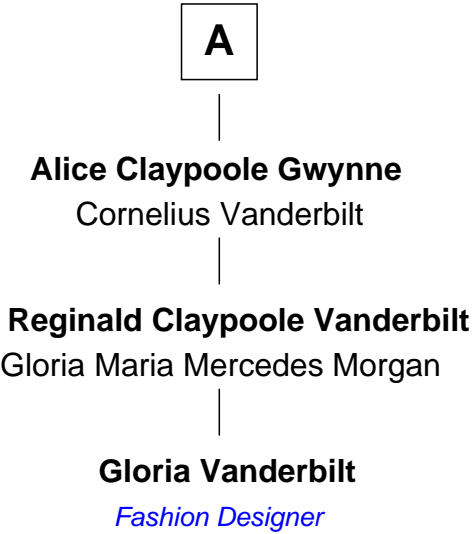 A
Alice Claypoole Gwynne
Cornelius Vanderbilt
Reginald Claypoole Vanderbilt
Gloria Maria Mercedes Morgan
Gloria Vanderbilt
Fashion Designer